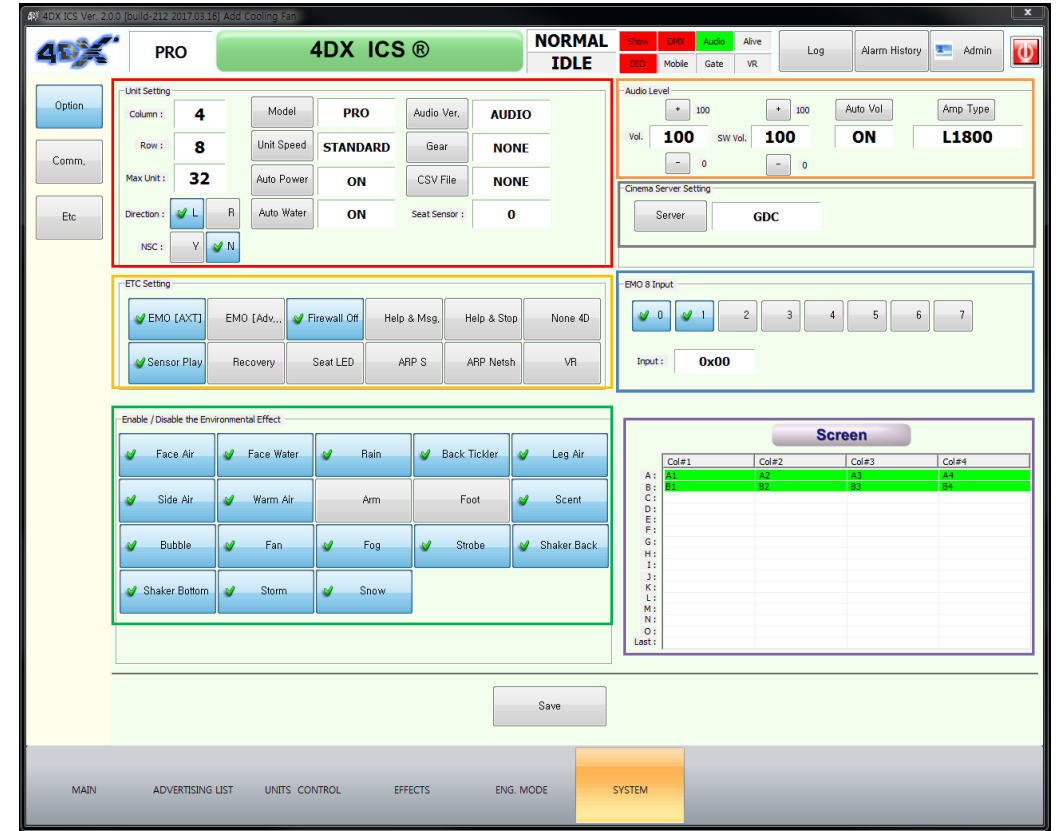 4DX ICS Ver. 2.0.0 [build-212 2017.03.16] Add Cooling Fan
4DX
PRO
4DX ICS ®
NORMAL
IDLE
Show DMX Audio Alive
DIO Mobile Gate VR
Log
Alarm History
Admin
Option
Comm,
Etc
Unit Setting
Column : 4 Model PRO Audio Ver, AUDIO
Row : 8 Unit Speed STANDARD Gear NONE
Max Unit : 32 Auto Power ON CSV File NONE
Direction : L R Auto Water ON Seat Sensor : 0
NSC : Y N
Audio Level
+ 100 + 100 Auto Vol Amp Type
Vol. 100 SW Vol. 100 ON L1800
- 0 - 0
Cinema Server Setting
Server GDC
ETC Setting
EMO [AXT] EMO [Adv... Firewall Off Help & Msg, Help & Stop None 4D
Sensor Play Recovery Seat LED ARP S ARP Netsh VR
EMO 8 Input
0 1 2 3 4 5 6 7
Input : 0x00
Enable / Disable the Environmental Effect
Face Air Face Water Rain Back Tickler Leg Air
Side Air Warm Air Arm Foot Scent
Bubble Fan Fog Strobe Shaker Back
Shaker Bottom Storm Snow
Screen
Col#1 Col#2 Col#3 Col#4
A : A1 A2 A3 A4
B : B1 B2 B3 B4
C :
D :
E :
F :
G :
H :
I :
J :
K :
L :
M :
N :
O :
Last :
Save
MAIN ADVERTISING LIST UNITS CONTROL EFFECTS ENG. MODE SYSTEM